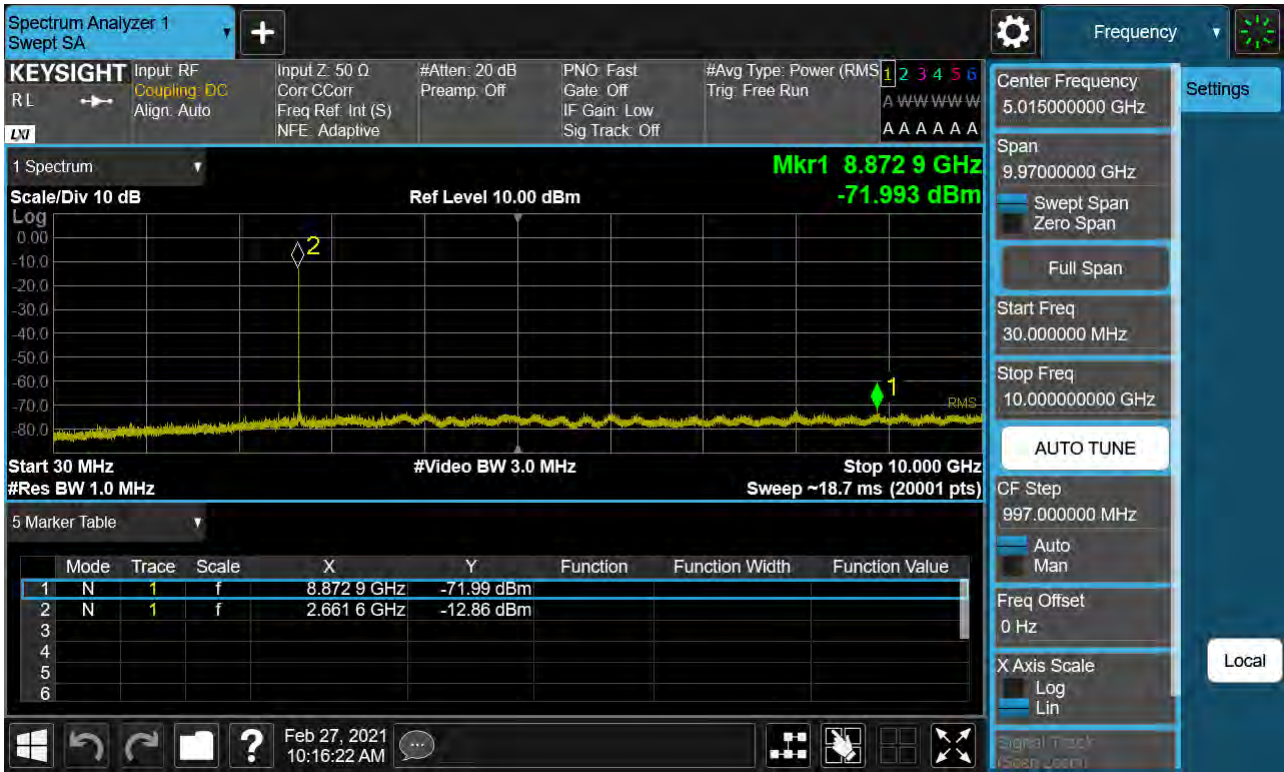 Spectrum Analyzer 1
Swept SA
Frequency
KEYSIGHT
RL
LXI
Input: RF
Coupling: DC
Align: Auto
Input Z: 50 Ω
Corr CCorr
Freq Ref: Int (S)
NFE: Adaptive
#Atten: 20 dB
Preamp: Off
PNO: Fast
Gate: Off
IF Gain: Low
Sig Track: Off
#Avg Type: Power (RMS
Trig: Free Run
1 2 3 4 5 6
A W W W W W
A A A A A A
1 Spectrum
Scale/Div 10 dB
Ref Level 10.00 dBm
Mkr1 8.872 9 GHz
-71.993 dBm
Log
0.00
-10.0
-20.0
-30.0
-40.0
-50.0
-60.0
-70.0
-80.0
2
1
RMS
Start 30 MHz
#Video BW 3.0 MHz
Stop 10.000 GHz
#Res BW 1.0 MHz
Sweep ~18.7 ms (20001 pts)
5 Marker Table
Mode Trace Scale X Y Function Function Width Function Value
1 N 1 f 8.872 9 GHz -71.99 dBm
2 N 1 f 2.661 6 GHz -12.86 dBm
3
4
5
6
Feb 27, 2021
10:16:22 AM
?
Center Frequency
5.015000000 GHz
Span
9.97000000 GHz
Swept Span
Zero Span
Full Span
Start Freq
30.000000 MHz
Stop Freq
10.000000000 GHz
AUTO TUNE
CF Step
997.000000 MHz
Auto
Man
Freq Offset
0 Hz
X Axis Scale
Log
Lin
Signal Track
(Span Zoom)
Settings
Local